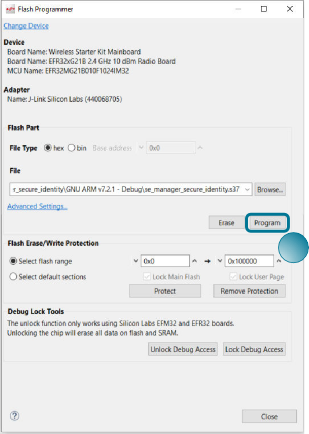 Flash Programmer
Change Device
Device
Board Name: Wireless Starter Kit Mainboard
Board Name: EFR32xG21B 2.4 GHz 10 dBm Radio Board
MCU Name: EFR32MG21B010F1024IM32
Adapter
Name: J-Link Silicon Labs (440068705)
Flash Part
File Type hex bin Base address 0x0
File
r_secure_identity\GNU ARM v7.2.1 - Debug\se_manager_secure_identity.s37 Browse...
Advanced Settings...
Erase Program
Flash Erase/Write Protection
Select flash range 0x0 0x100000
Select default sections Lock Main Flash Lock User Page
Protect Remove Protection
Debug Lock Tools
The unlock function only works using Silicon Labs EFM32 and EFR32 boards.
Unlocking the chip will erase all data on flash and SRAM.
Unlock Debug Access Lock Debug Access
Close